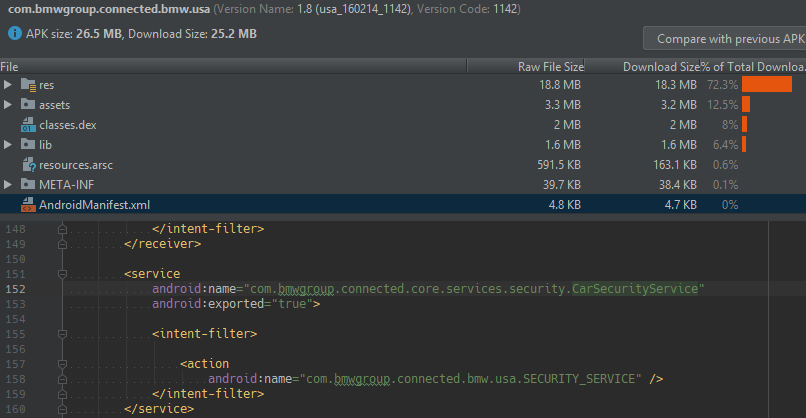 com.bmwgroup.connected.bmw.usa (Version Name: 1.8 (usa_160214_1142), Version Code: 1142)
APK size: 26.5 MB, Download Size: 25.2 MB
Compare with previous APK
File Raw File Size Download Size % of Total Downloa...
res 18.8 MB 18.3 MB 72.3%
assets 3.3 MB 3.2 MB 12.5%
classes.dex 2 MB 2 MB 8%
lib 1.6 MB 1.6 MB 6.4%
resources.arsc 591.5 KB 163.1 KB 0.6%
META-INF 39.7 KB 38.4 KB 0.1%
AndroidManifest.xml 4.8 KB 4.7 KB 0%
148 </intent-filter>
149 </receiver>
150
151 <service
152 android:name="com.bmwgroup.connected.core.services.security.CarSecurityService"
153 android:exported="true">
154
155 <intent-filter>
156
157 <action
158 android:name="com.bmwgroup.connected.bmw.usa.SECURITY_SERVICE" />
159 </intent-filter>
160 </service>